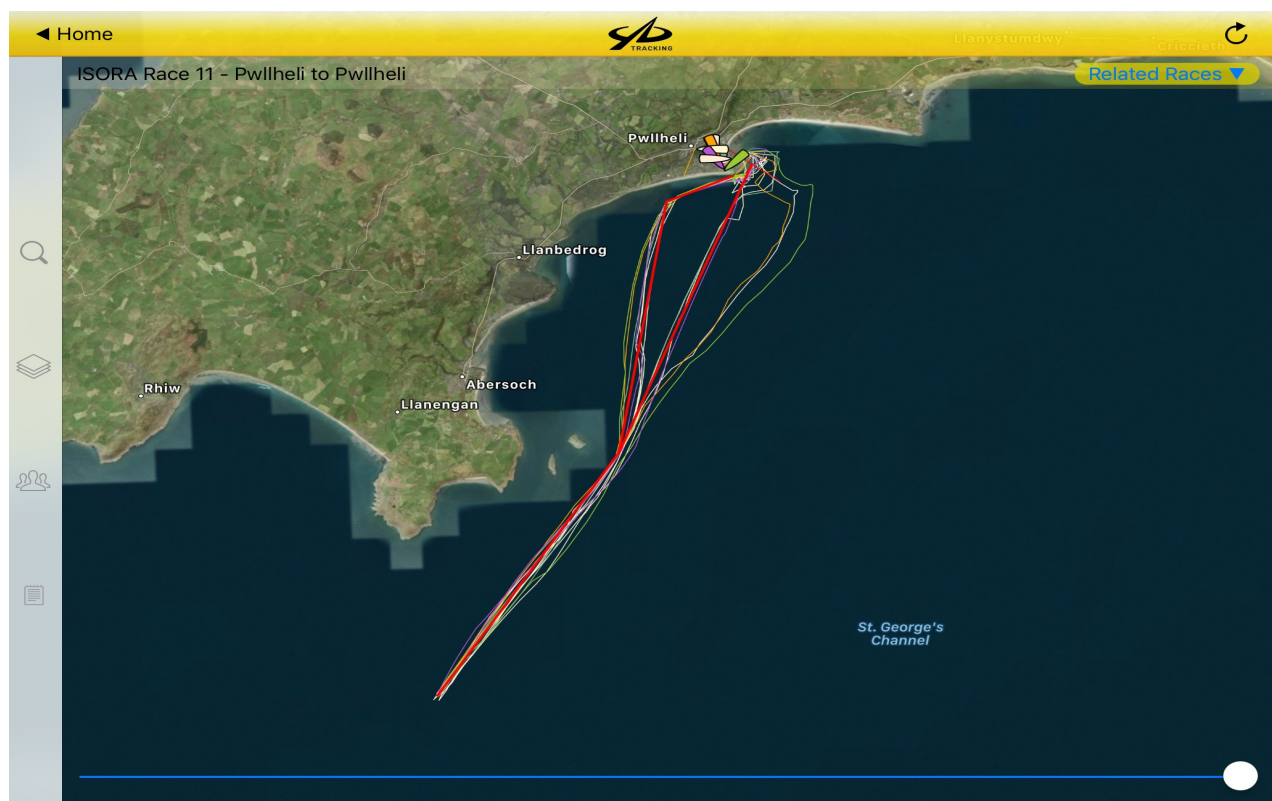 ◀ Home
TRACKING
Llanystumdwy
Criccieth
ISORA Race 11 - Pwllheli to Pwllheli
Related Races ▼
Pwllheli
Llanbedrog
Rhiw
Abersoch
Llanengan
St. George's
Channel